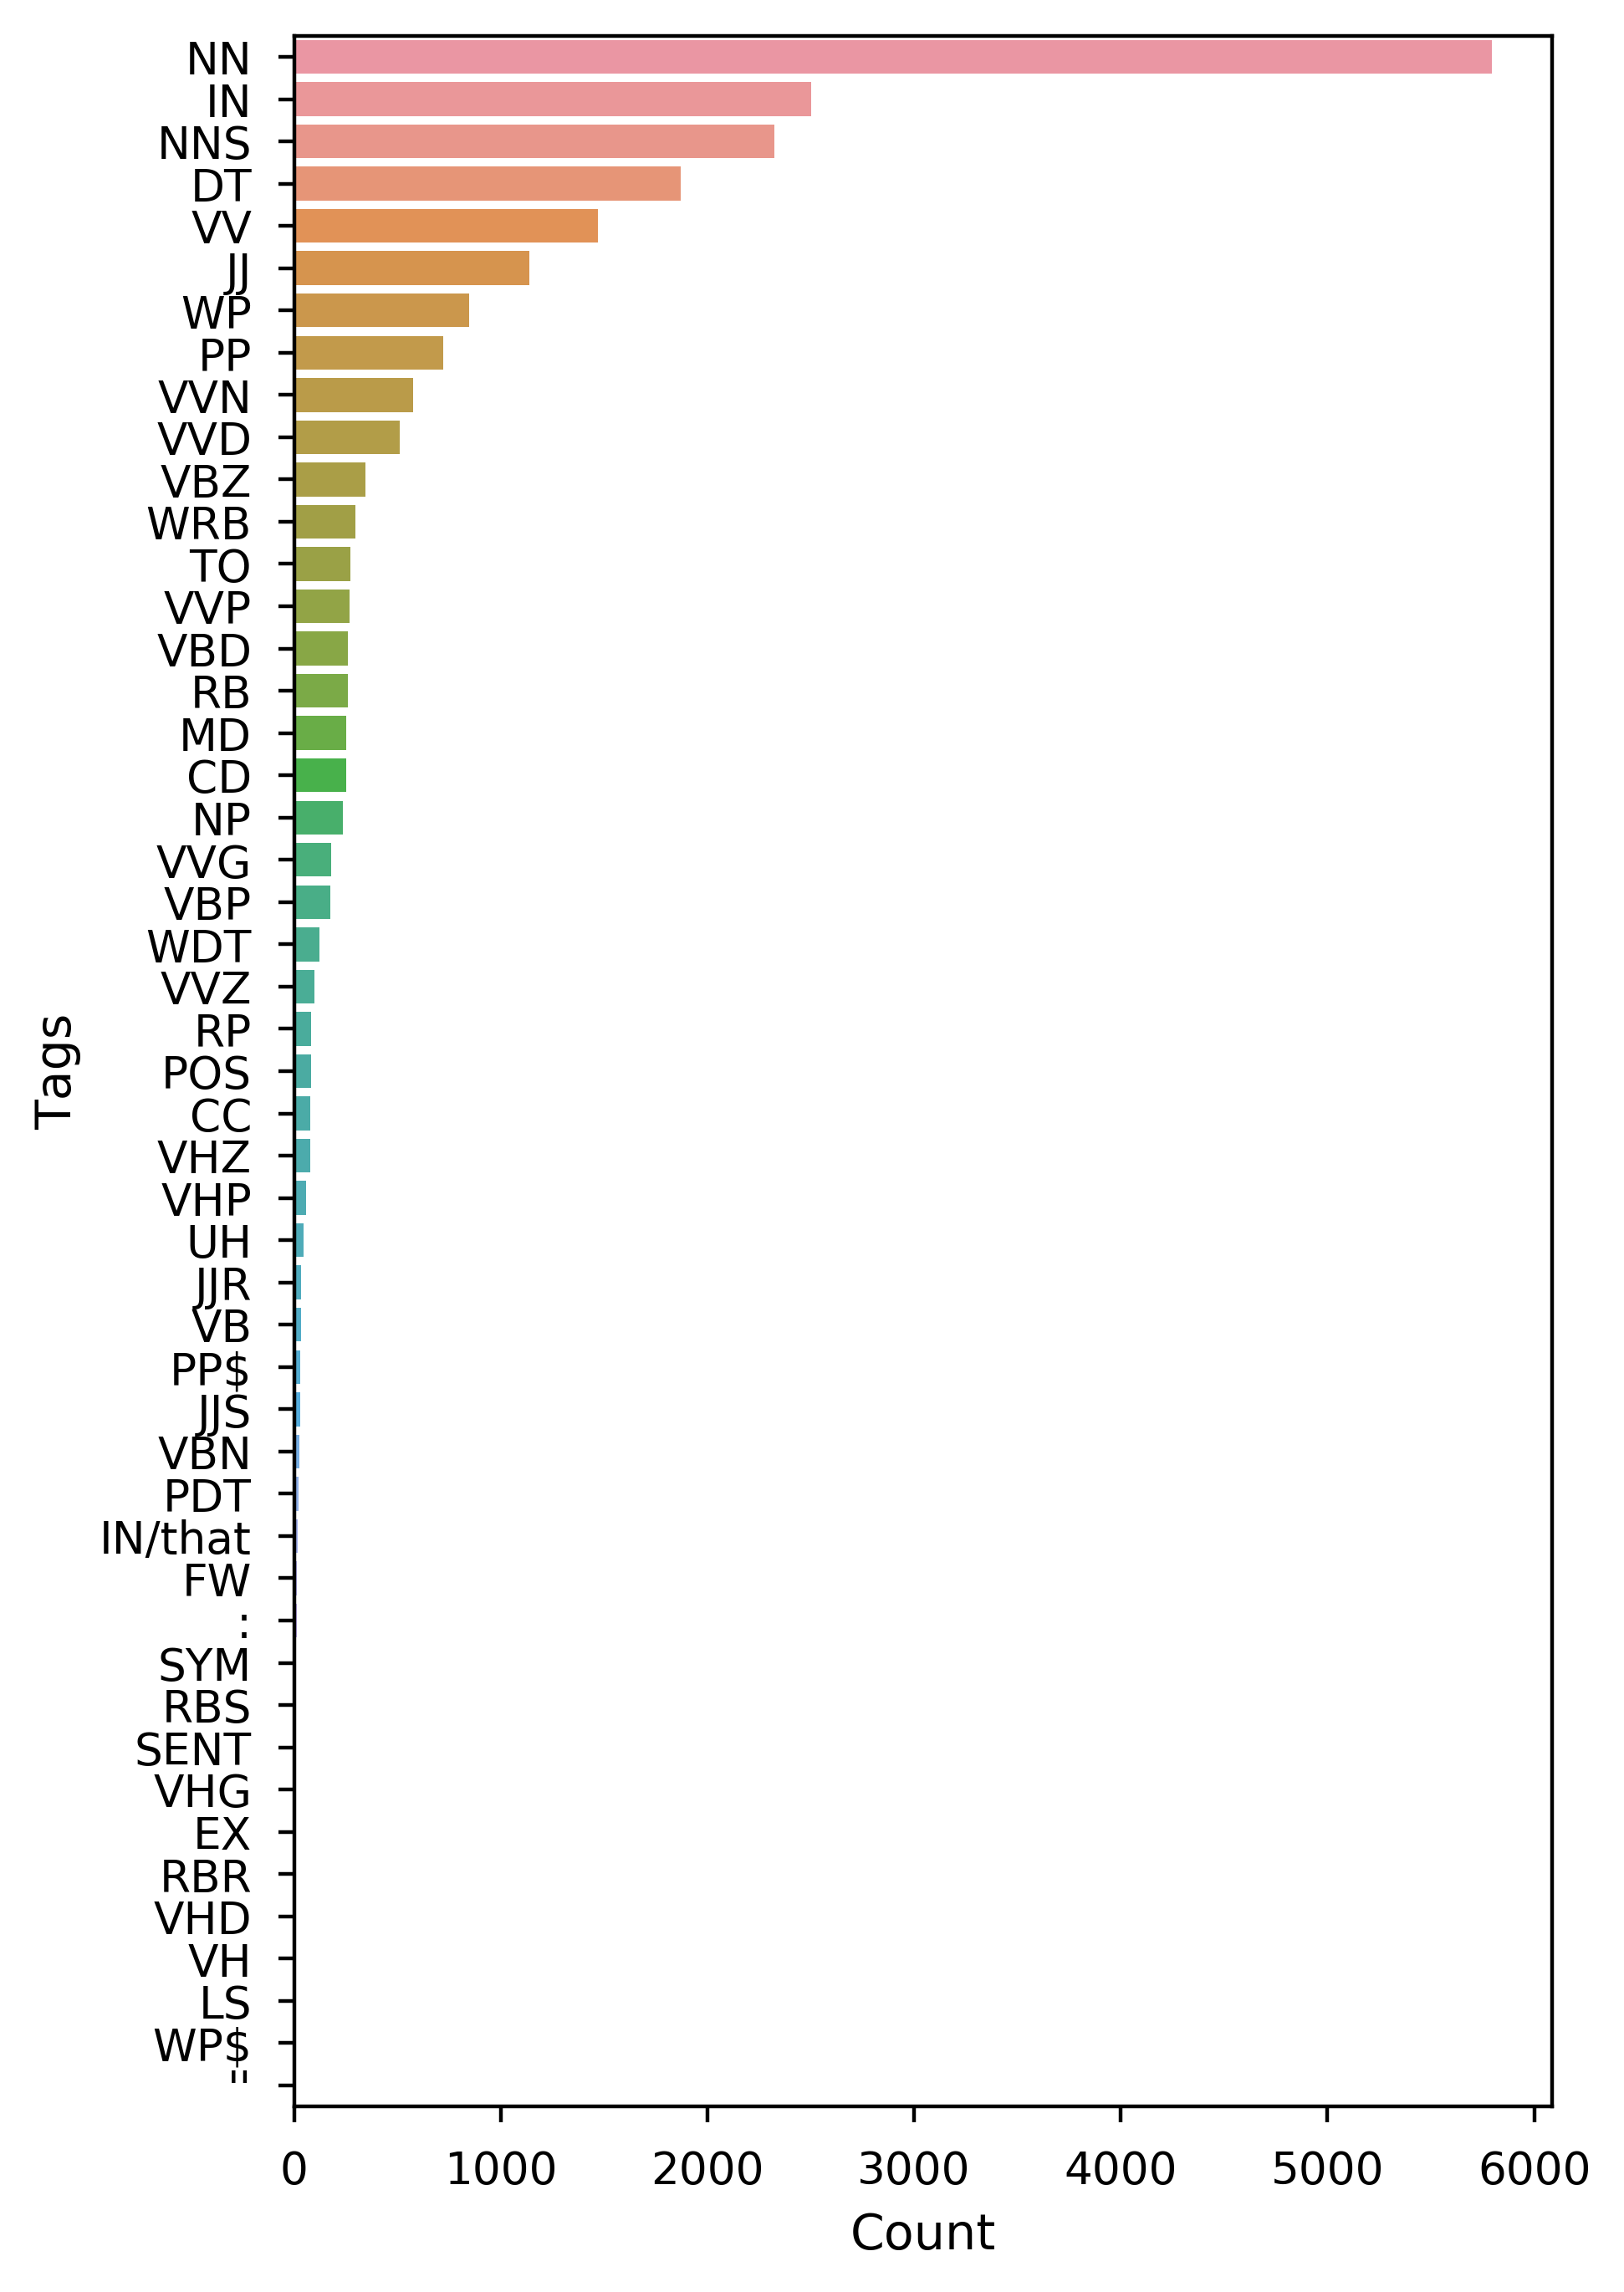 NN
IN
NNS
DT
VV
JJ
WP
PP
VVN
VVD
VBZ
WRB
TO
VVP
VBD
RB
MD
CD
NP
VVG
VBP
WDT
VVZ
RP
POS
CC
VHZ
VHP
UH
JJR
VB
PP$
JJS
VBN
PDT
IN/that
FW
:
SYM
RBS
SENT
VHG
EX
RBR
VHD
VH
LS
WP$
"
Tags
0 1000 2000 3000 4000 5000 6000
Count